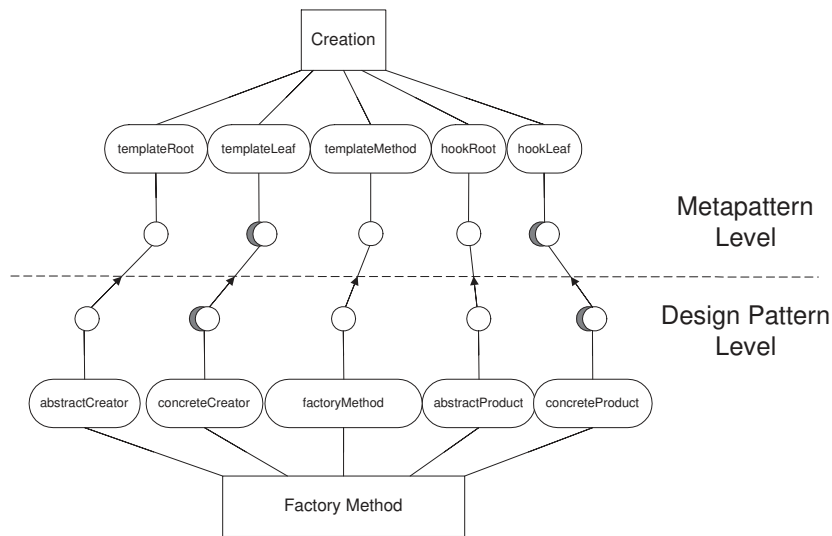 Creation
templateRoot
templateLeaf
templateMethod
hookRoot
hookLeaf
Metapattern
Level
Design Pattern
Level
abstractCreator
concreteCreator
factoryMethod
abstractProduct
concreteProduct
Factory Method